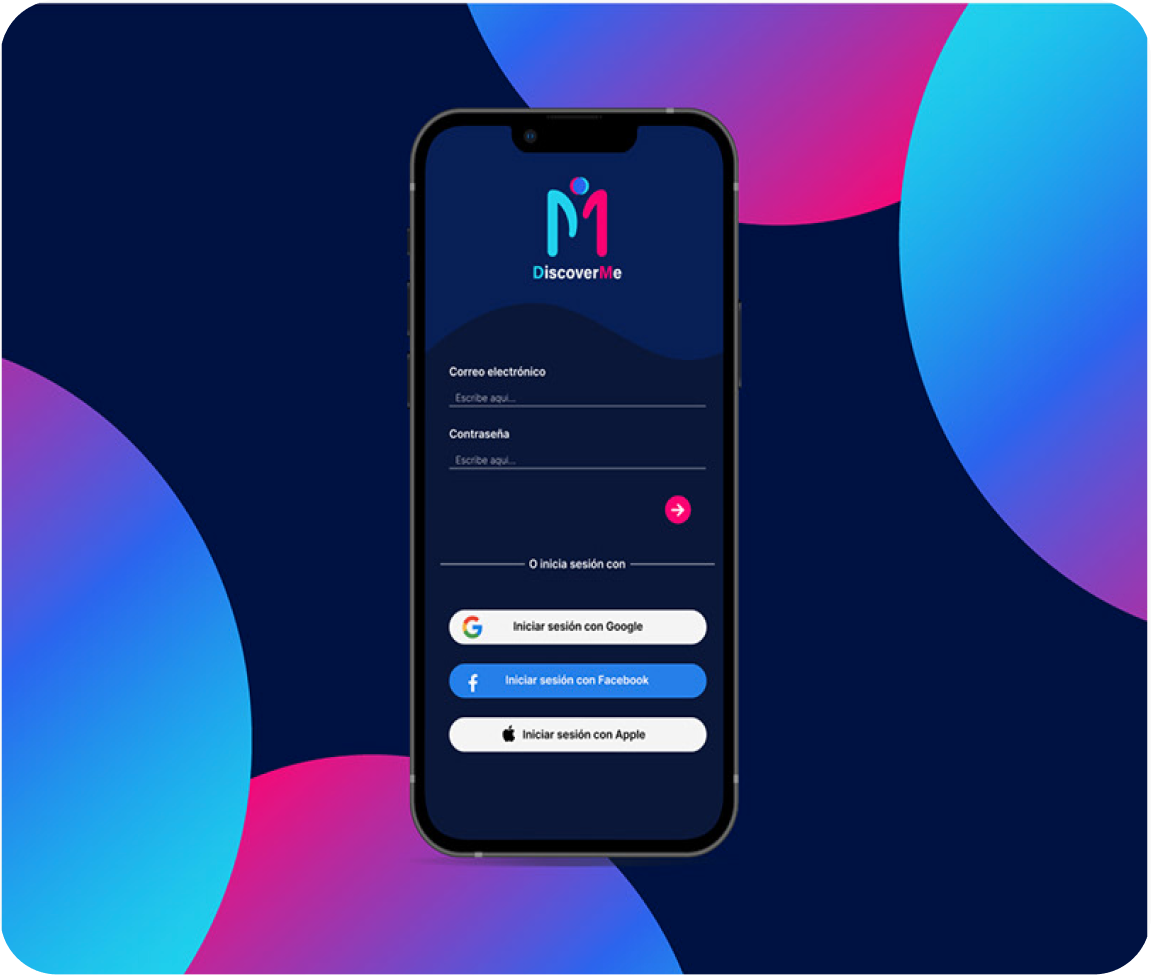 DiscoverMe
Correo electrónico
Escribe aquí...
Contraseña
Escribe aquí...
O inicia sesión con
Iniciar sesión con Google
Iniciar sesión con Facebook
Iniciar sesión con Apple